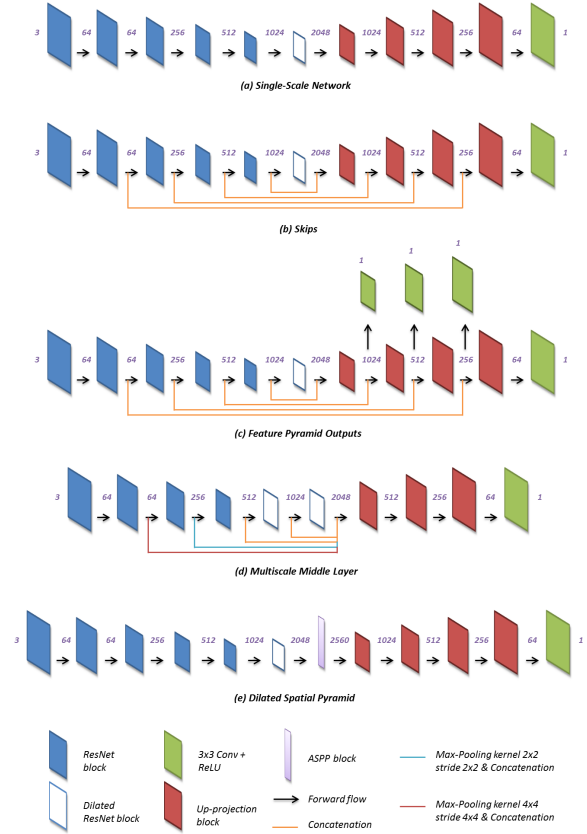 3 64 64 256 512 1024 2048 1024 512 256 64 1
(a) Single-Scale Network
3 64 64 256 512 1024 2048 1024 512 256 64 1
(b) Skips
1 1 1
3 64 64 256 512 1024 2048 1024 512 256 64 1
(c) Feature Pyramid Outputs
3 64 64 256 512 1024 2048 512 256 64 1
(d) Multiscale Middle Layer
3 64 64 256 512 1024 2048 2560 1024 512 256 64 1
(e) Dilated Spatial Pyramid
ResNet
block
3x3 Conv +
ReLU
ASPP block
Max-Pooling kernel 2x2
stride 2x2 & Concatenation
Dilated
ResNet block
Up-projection
block
Forward flow
Concatenation
Max-Pooling kernel 4x4
stride 4x4 & Concatenation